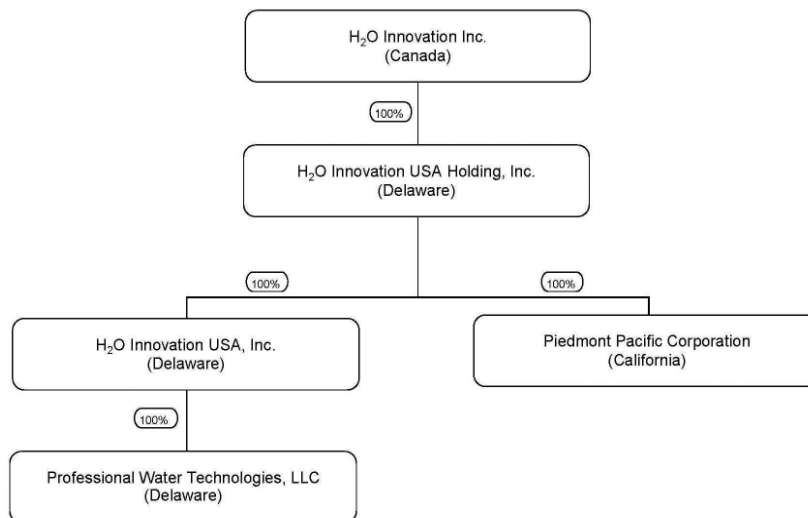 H₂O Innovation Inc.
(Canada)
100%
H₂O Innovation USA Holding, Inc.
(Delaware)
100%
100%
H₂O Innovation USA, Inc.
(Delaware)
Piedmont Pacific Corporation
(California)
100%
Professional Water Technologies, LLC
(Delaware)